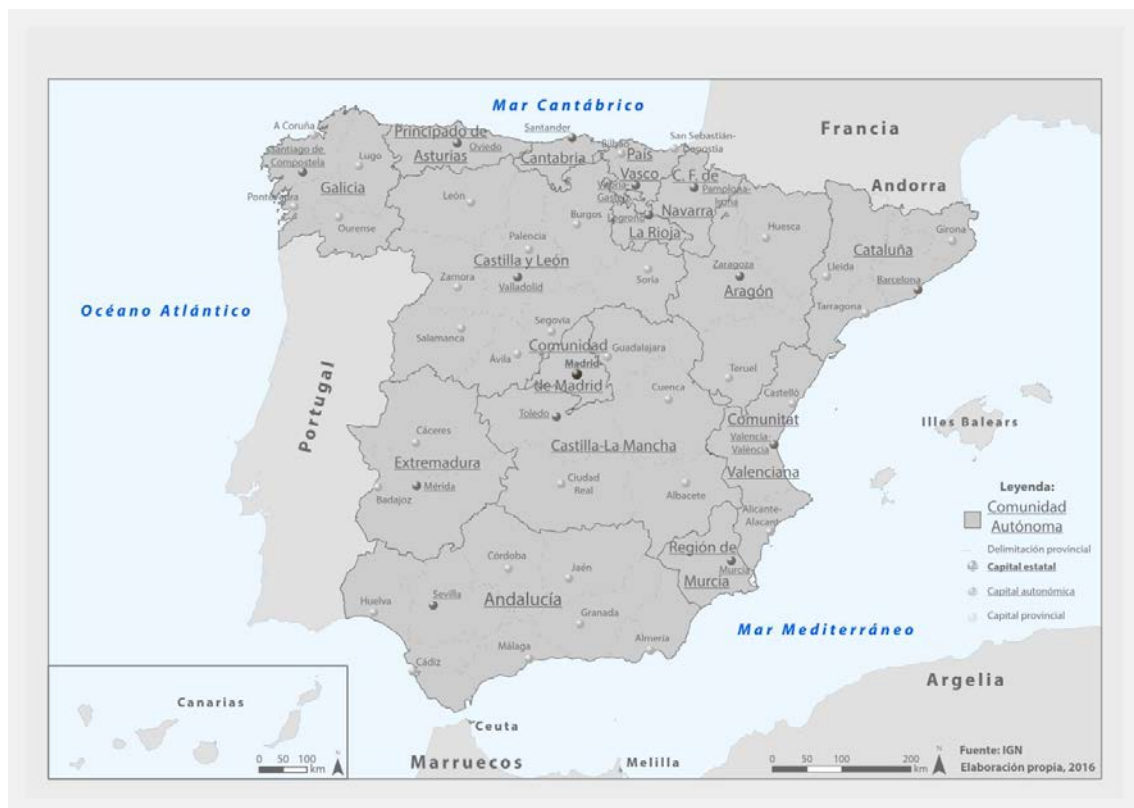 Mar Cantábrico
Francia
Andorra
Océano Atlántico
Portugal
A Coruña
Santiago de
Compostela
Lugo
Galicia
Pontevedra
Ourense
Principado de
Asturias
Oviedo
Santander
Cantabria
Bilbao
País
Vasco
San Sebastián-
Donostia
Vitoria-
Gasteiz
C. F. de
Navarra
Pamplona-
Iruña
Logroño
La Rioja
León
Burgos
Palencia
Castilla y León
Zamora
Valladolid
Soria
Salamanca
Segovia
Ávila
Huesca
Zaragoza
Aragón
Teruel
Cataluña
Girona
Lleida
Barcelona
Tarragona
Comunidad
de Madrid
Madrid
Guadalajara
Cuenca
Toledo
Castilla-La Mancha
Ciudad
Real
Albacete
Cáceres
Extremadura
Mérida
Badajoz
Castelló
Comunitat
Valenciana
Valencia-
València
Alicante-
Alacant
Illes Balears
Región de
Murcia
Murcia
Córdoba
Jaén
Huelva
Sevilla
Andalucía
Granada
Málaga
Almería
Cádiz
Mar Mediterráneo
Leyenda:
Comunidad
Autónoma
Delimitación provincial
Capital estatal
Capital autonómica
Capital provincial
Argelia
Ceuta
Marruecos
Melilla
Canarias
0 50 100
km
N
0 50 100 200
km
N
Fuente: IGN
Elaboración propia, 2016